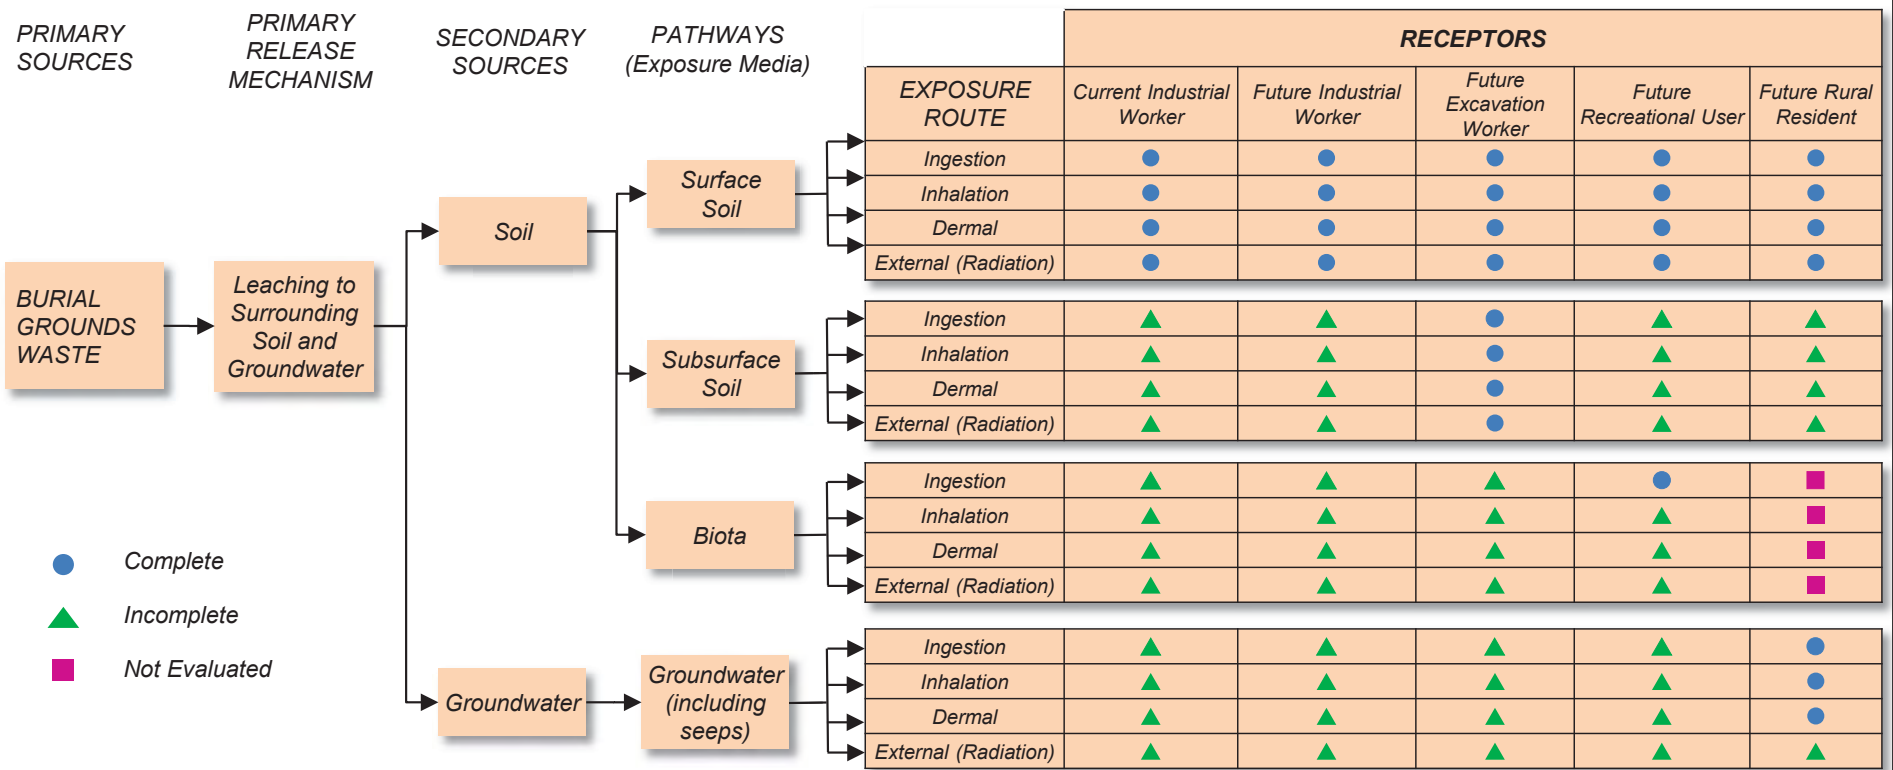 PRIMARY
SOURCES
PRIMARY
RELEASE
MECHANISM
SECONDARY
SOURCES
PATHWAYS
(Exposure Media)
RECEPTORS
EXPOSURE
ROUTE
Current Industrial
Worker
Future Industrial
Worker
Future
Excavation
Worker
Future
Recreational User
Future Rural
Resident
BURIAL
GROUNDS
WASTE
Leaching to
Surrounding
Soil and
Groundwater
Soil
Surface
Soil
Ingestion
Inhalation
Dermal
External (Radiation)
Subsurface
Soil
Ingestion
Inhalation
Dermal
External (Radiation)
Biota
Ingestion
Inhalation
Dermal
External (Radiation)
Groundwater
Groundwater
(including
seeps)
Ingestion
Inhalation
Dermal
External (Radiation)
Complete
Incomplete
Not Evaluated